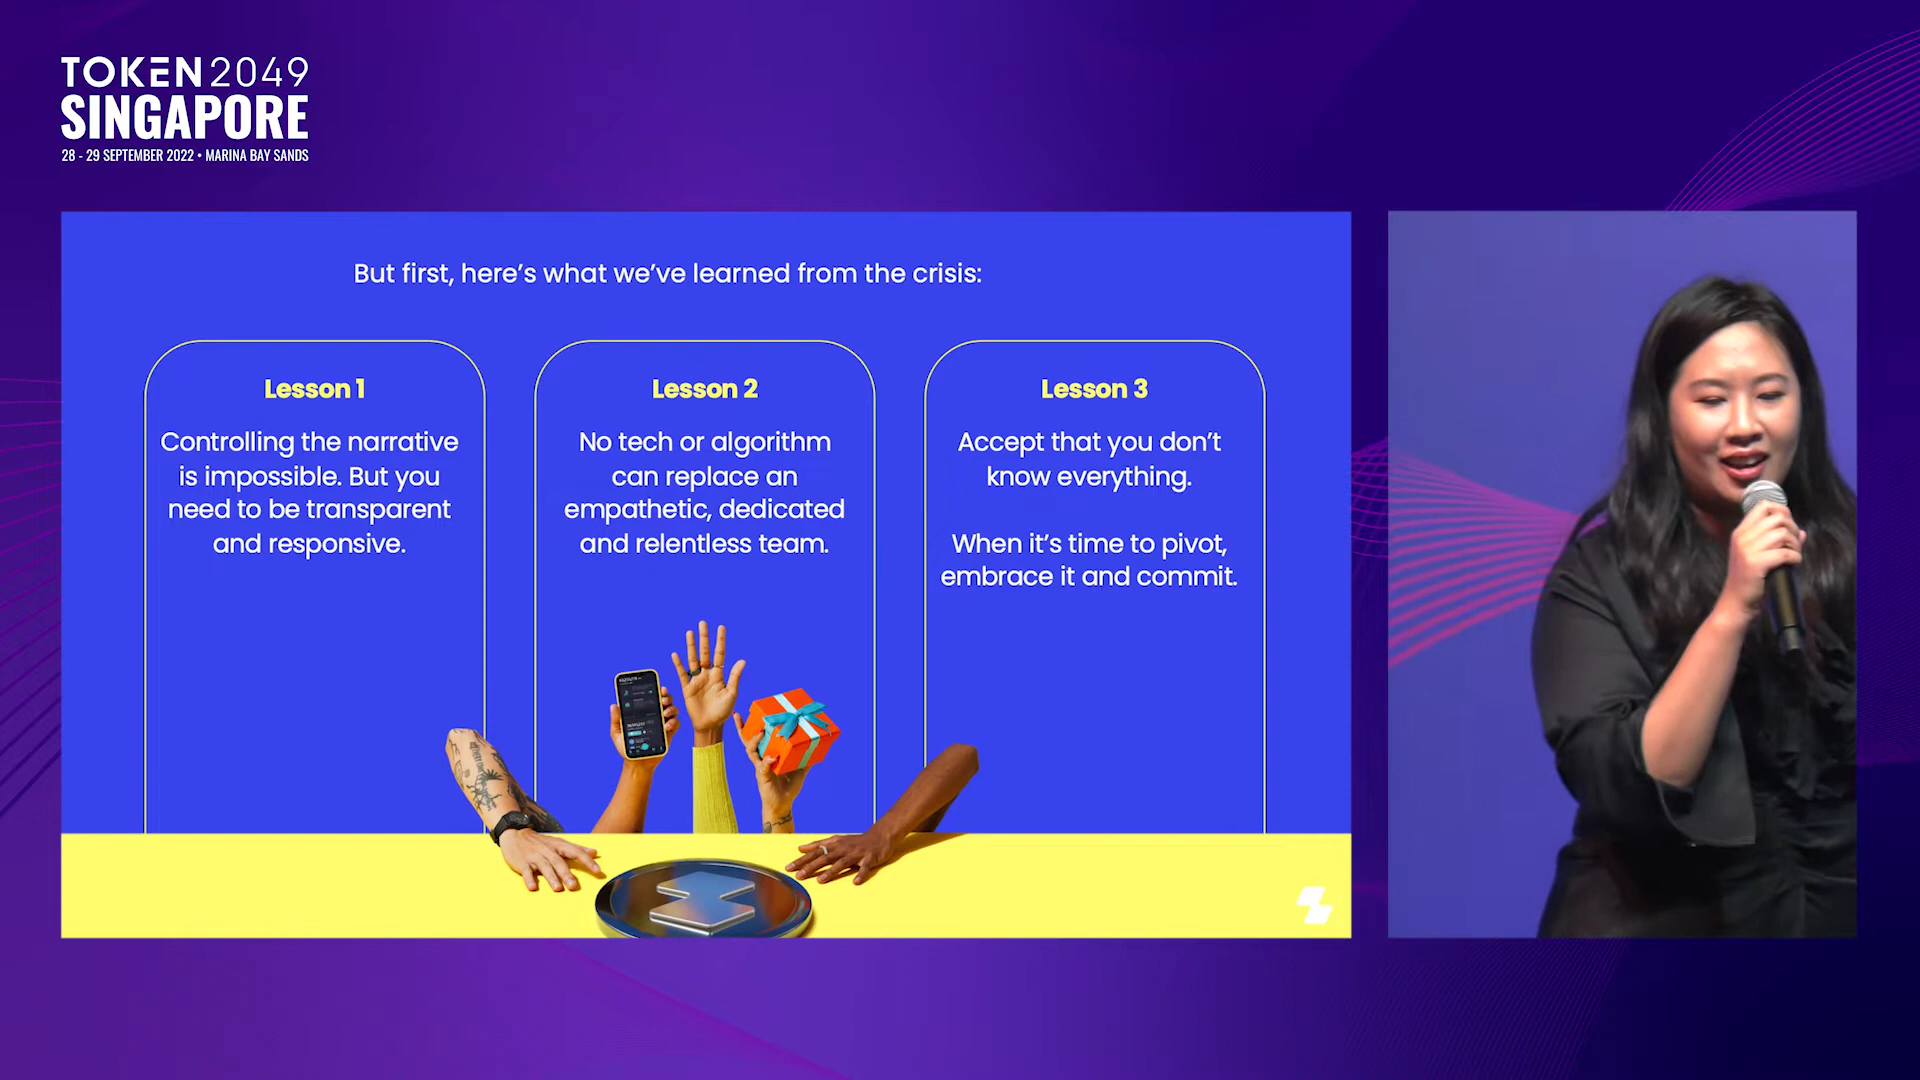 TOKEN2049
SINGAPORE
28 - 29 SEPTEMBER 2022 • MARINA BAY SANDS
But first, here's what we've learned from the crisis:
Lesson 1
Controlling the narrative
is impossible. But you
need to be transparent
and responsive.
Lesson 2
No tech or algorithm
can replace an
empathetic, dedicated
and relentless team.
Lesson 3
Accept that you don't
know everything.
When it's time to pivot,
embrace it and commit.